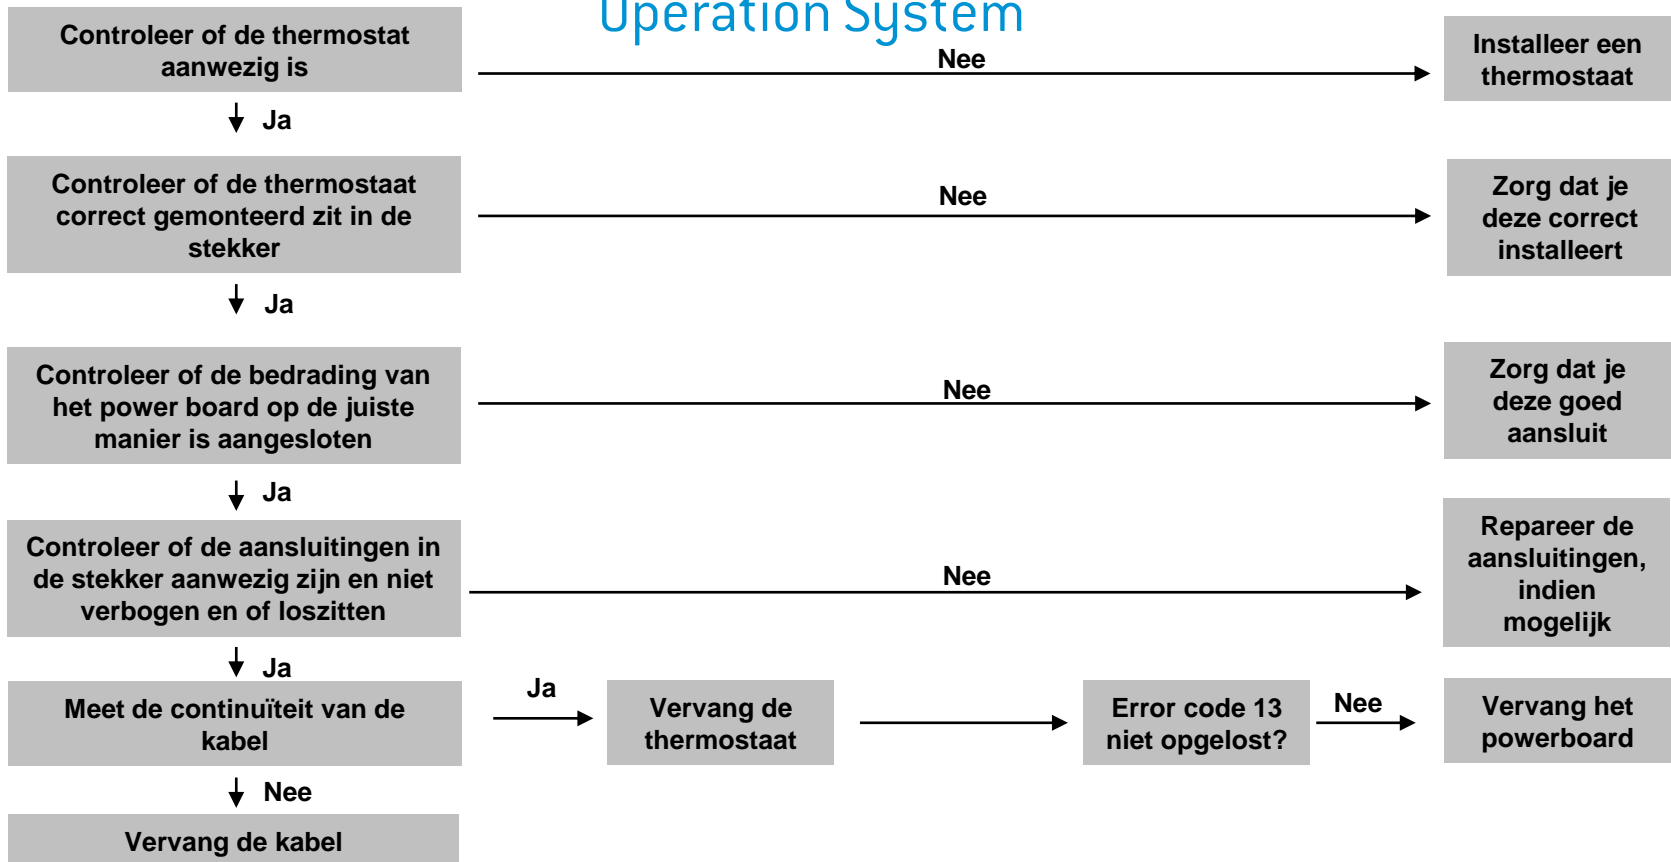 Operation System
Controleer of de thermostat
aanwezig is
Nee
Installeer een
thermostaat
Ja
Controleer of de thermostaat
correct gemonteerd zit in de
stekker
Nee
Zorg dat je
deze correct
installeert
Ja
Controleer of de bedrading van
het power board op de juiste
manier is aangesloten
Nee
Zorg dat je
deze goed
aansluit
Ja
Controleer of de aansluitingen in
de stekker aanwezig zijn en niet
verbogen en of loszitten
Nee
Repareer de
aansluitingen,
indien
mogelijk
Ja
Meet de continuïteit van de
kabel
Ja
Vervang de
thermostaat
Error code 13
niet opgelost?
Nee
Vervang het
powerboard
Nee
Vervang de kabel